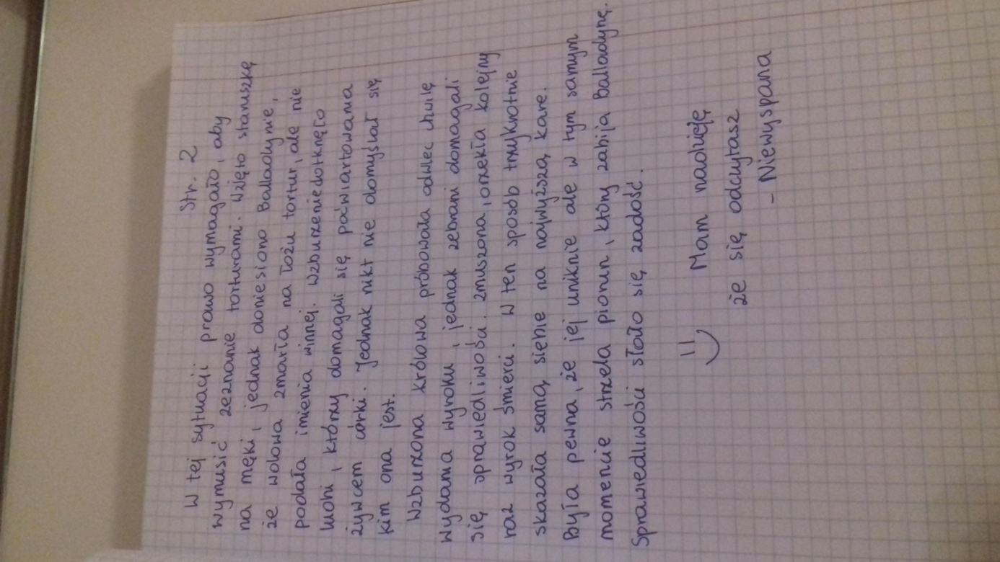 Str. 2
W tej sytuacji prawo wymagało, aby
wymusić zeznanie torturami. Wzięto staruszkę
na męki, jednak doniesiono Balladynie,
że wdowa zmarła na łożu tortur, ale nie
podała imienia winnej. Wzburzenie dotknęło
ludzi, którzy domagali się poćwiartowania
żywcem córki. Jednak nikt nie domyślał się
kim ona jest.
Wzburzona królowa próbowała odwlec chwilę
wydania wyroku, jednak zebrani domagali
się sprawiedliwości. Zmuszona, orzekła kolejny
raz wyrok śmierci. W ten sposób trzykrotnie
skazała samą siebie na najwyższą karę.
Była pewna, że jej uniknie ale w tym samym
momencie strzela piorun, który zabija Balladynę.
Sprawiedliwości stało się zadość.
=) Mam nadzieję
że się odczytasz
- Niewyspana